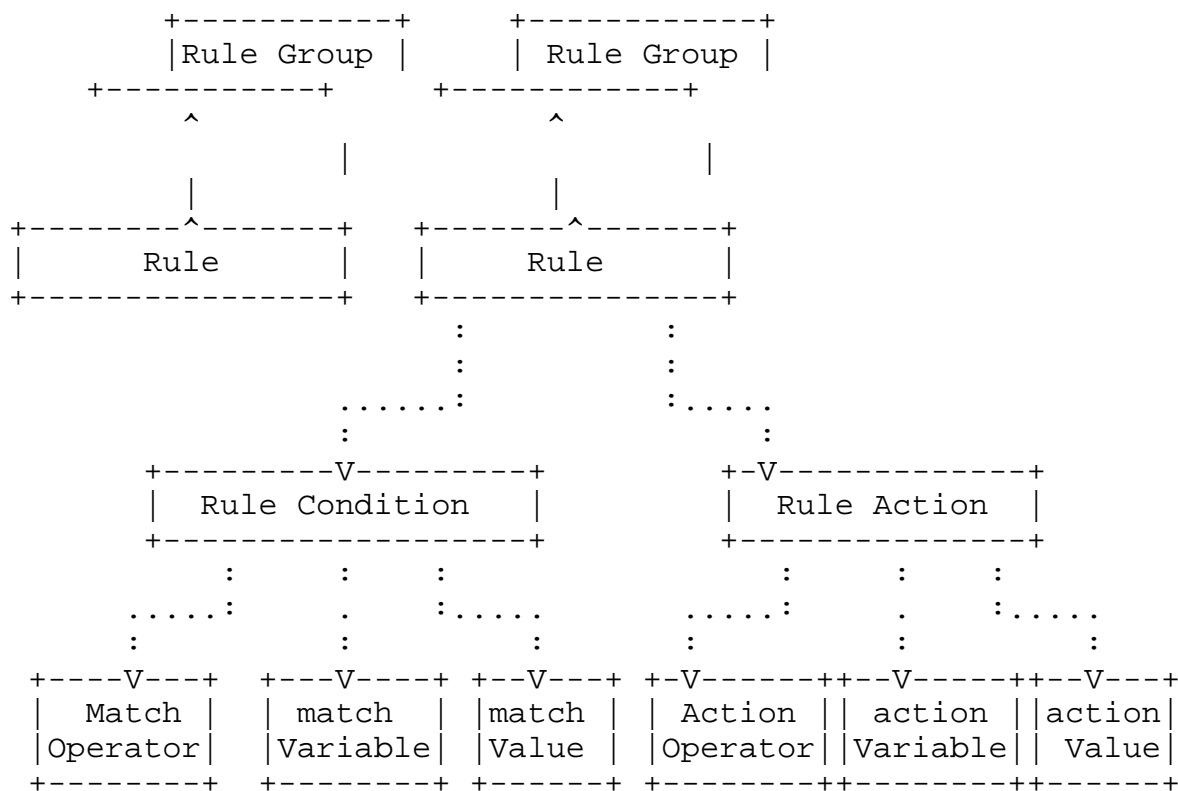 +-----------+      +------------+
|Rule Group |      | Rule Group |
+-----------+      +------------+
^                  ^
|                  |
|                  |
+--------^-------+   +-------^-------+
|      Rule      |   |     Rule      |
+----------------+   +---------------+
:          :
:          :
......:          :.....
:                     :
+---------V---------+         +-V-------------+
|  Rule Condition   |         |  Rule Action  |
+-------------------+         +---------------+
:     :    :                 :     :    :
.....:     .    :.....       .....:     .    :.....
:          :         :       :          :         :
+----V---+  +---V----+ +--V---+ +-V------++--V-----++--V---+
|  Match |  | match  | |match | | Action || action ||action|
|Operator|  |Variable| |Value | |Operator||Variable|| Value|
+--------+  +--------+ +------+ +--------++--------++------+